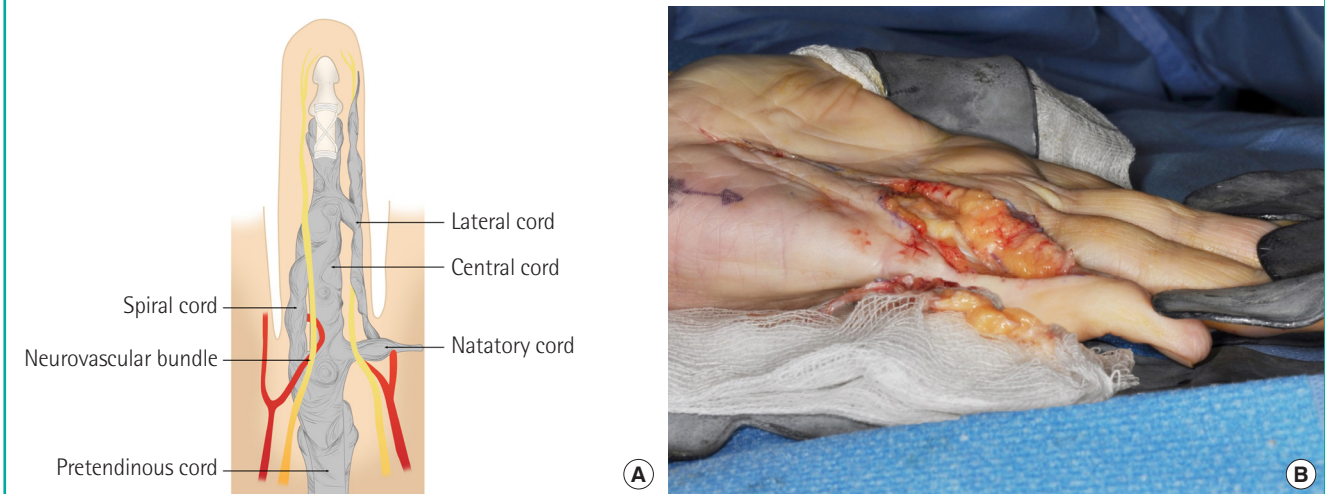 Lateral cord
Central cord
Spiral cord
Neurovascular bundle
Natatory cord
Pretendinous cord
A
B